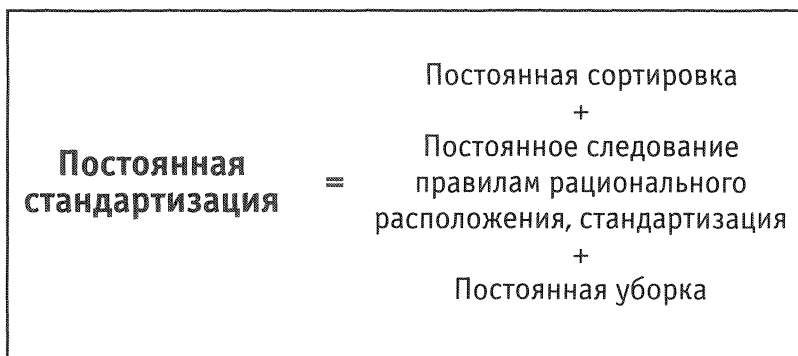 Постоянная сортировка
+
Постоянное следование
правилам рационального
расположения, стандартизация
+
Постоянная уборка
Постоянная
стандартизация
=